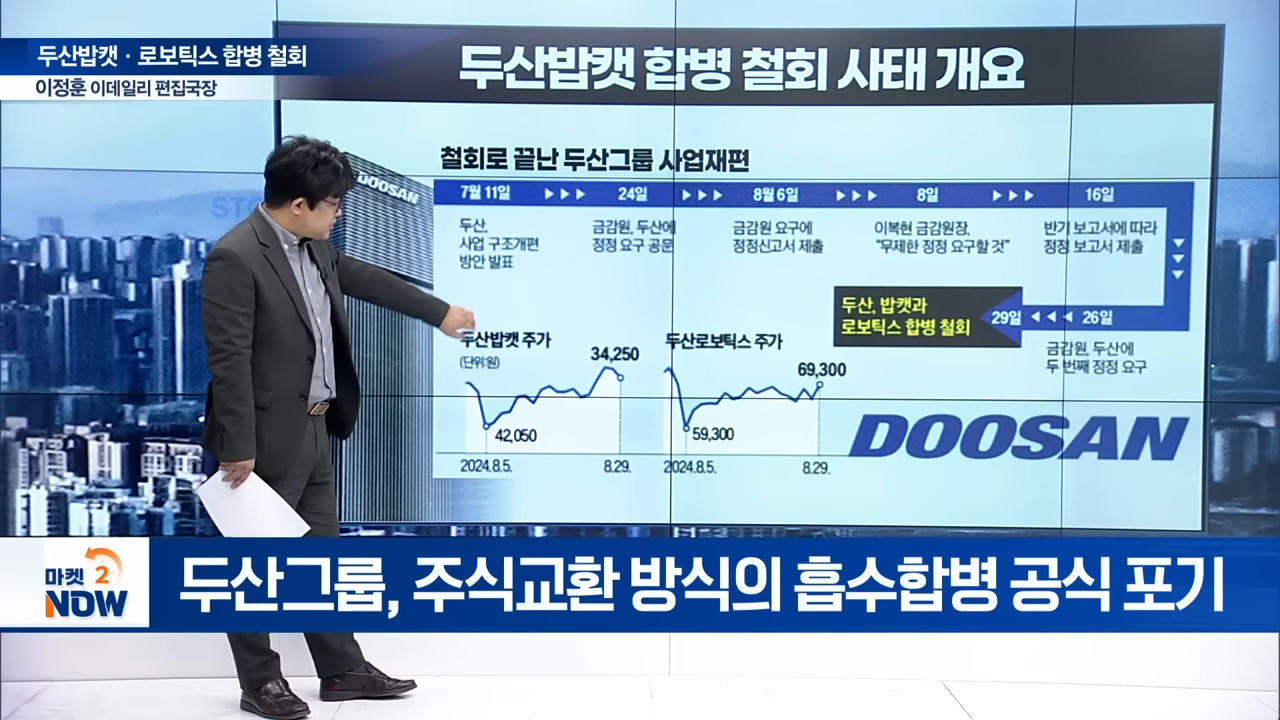 두산밥캣 · 로보틱스 합병 철회
이정훈 이데일리 편집국장
두산밥캣 합병 철회 사태 개요
철회로 끝난 두산그룹 사업재편
DOOSAN
7월 11일 ▶▶▶ 24일 ▶▶▶ 8월 6일 ▶▶▶ 8일 ▶▶▶ 16일
두산,
사업 구조개편
방안 발표
금감원, 두산에
정정 요구 공문
금감원 요구에
정정신고서 제출
이복현 금감원장,
“무제한 정정 요구할 것”
반기 보고서에 따라
정정 보고서 제출
26일
금감원, 두산에
두 번째 정정 요구
29일
두산, 밥캣과
로보틱스 합병 철회
두산밥캣 주가
(단위:원)
34,250
42,050
2024.8.5.
8.29.
두산로보틱스 주가
69,300
59,300
2024.8.5.
8.29.
DOOSAN
마켓 2
NOW
두산그룹, 주식교환 방식의 흡수합병 공식 포기